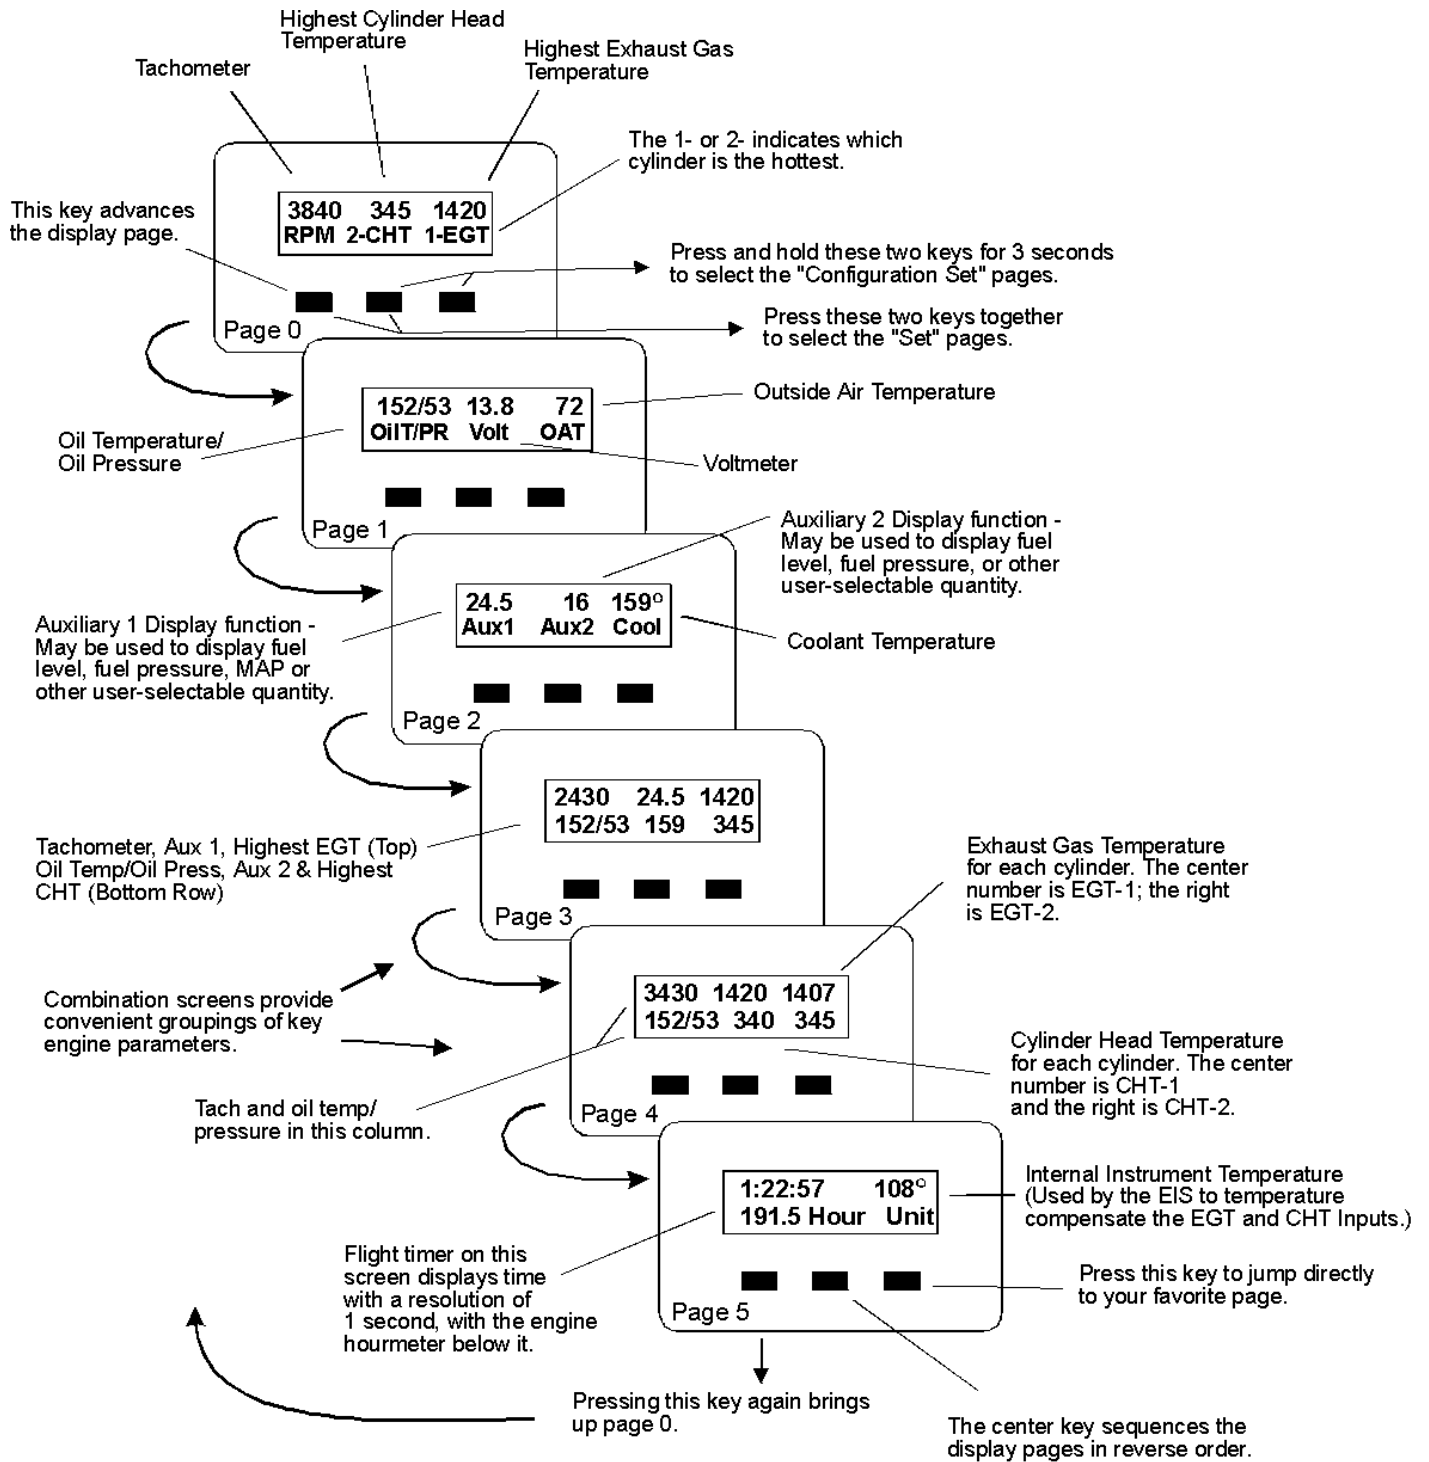 Highest Cylinder Head
Temperature
Highest Exhaust Gas
Temperature
Tachometer
The 1- or 2- indicates which
cylinder is the hottest.
This key advances
the display page.
3840 345 1420
RPM 2-CHT 1-EGT
Press and hold these two keys for 3 seconds
to select the "Configuration Set" pages.
Page 0
Press these two keys together
to select the "Set" pages.
152/53 13.8 72
OilT/PR Volt OAT
Outside Air Temperature
Oil Temperature/
Oil Pressure
Voltmeter
Page 1
Auxiliary 2 Display function -
May be used to display fuel
level, fuel pressure, or other
user-selectable quantity.
24.5 16 159°
Aux1 Aux2 Cool
Auxiliary 1 Display function -
May be used to display fuel
level, fuel pressure, MAP or
other user-selectable quantity.
Coolant Temperature
Page 2
2430 24.5 1420
152/53 159 345
Tachometer, Aux 1, Highest EGT (Top)
Oil Temp/Oil Press, Aux 2 & Highest
CHT (Bottom Row)
Page 3
Exhaust Gas Temperature
for each cylinder. The center
number is EGT-1; the right
is EGT-2.
3430 1420 1407
152/53 340 345
Combination screens provide
convenient groupings of key
engine parameters.
Cylinder Head Temperature
for each cylinder. The center
number is CHT-1
and the right is CHT-2.
Tach and oil temp/
pressure in this column.
Page 4
1:22:57 108°
191.5 Hour Unit
Internal Instrument Temperature
(Used by the EIS to temperature
compensate the EGT and CHT Inputs.)
Flight timer on this
screen displays time
with a resolution of
1 second, with the engine
hourmeter below it.
Press this key to jump directly
to your favorite page.
Page 5
Pressing this key again brings
up page 0.
The center key sequences the
display pages in reverse order.